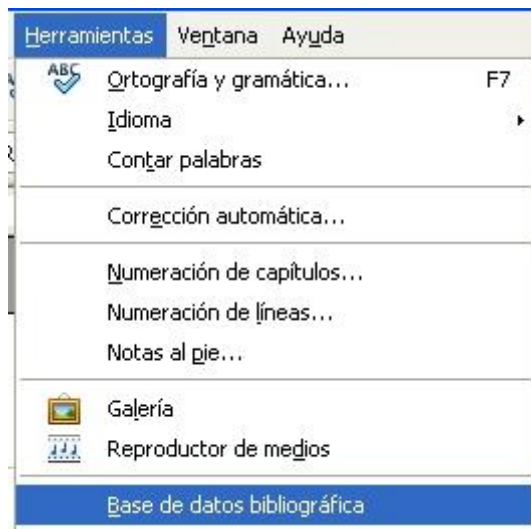 Herramientas Ventana Ayuda
ABC Ortografía y gramática... F7
Idioma
Contar palabras
Corrección automática...
Numeración de capítulos...
Numeración de líneas...
Notas al pie...
Galería
Reproductor de medios
Base de datos bibliográfica